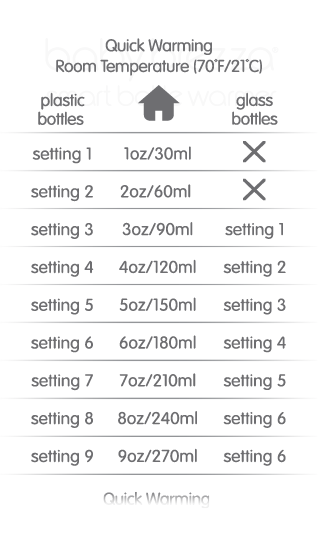 Quick Warming
Room Temperature (70°F/21°C)
plastic bottles glass bottles
setting 1 1oz/30ml
setting 2 2oz/60ml
setting 3 3oz/90ml setting 1
setting 4 4oz/120ml setting 2
setting 5 5oz/150ml setting 3
setting 6 6oz/180ml setting 4
setting 7 7oz/210ml setting 5
setting 8 8oz/240ml setting 6
setting 9 9oz/270ml setting 6
Quick Warming